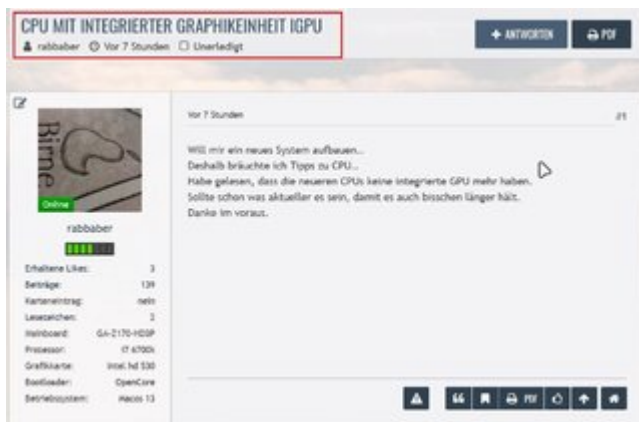 CPU MIT INTEGRIERTER GRAPHIKEINHEIT IGPU
rabbaber Vor 7 Stunden Unerledigt
+ ANTWORTEN
PDF
Vor 7 Stunden
#1
Will mir ein neues System aufbauen...
Deshalb bräuchte ich Tipps zu CPU...
Habe gelesen, dass die neueren CPUs keine integrierte GPU mehr haben.
Sollte schon was aktueller es sein, damit es auch bisschen länger hält.
Danke im voraus.
Birne
Online
rabbaber
Erhaltene Likes: 3
Beiträge: 139
Karteneintrag: nein
Lesezeichen: 2
Mainboard: GA-Z170-HD3P
Prozessor: I7 6700k
Grafikkarte: Intel hd 530
Bootloader: OpenCore
Betriebssystem: Macos 13
PDF